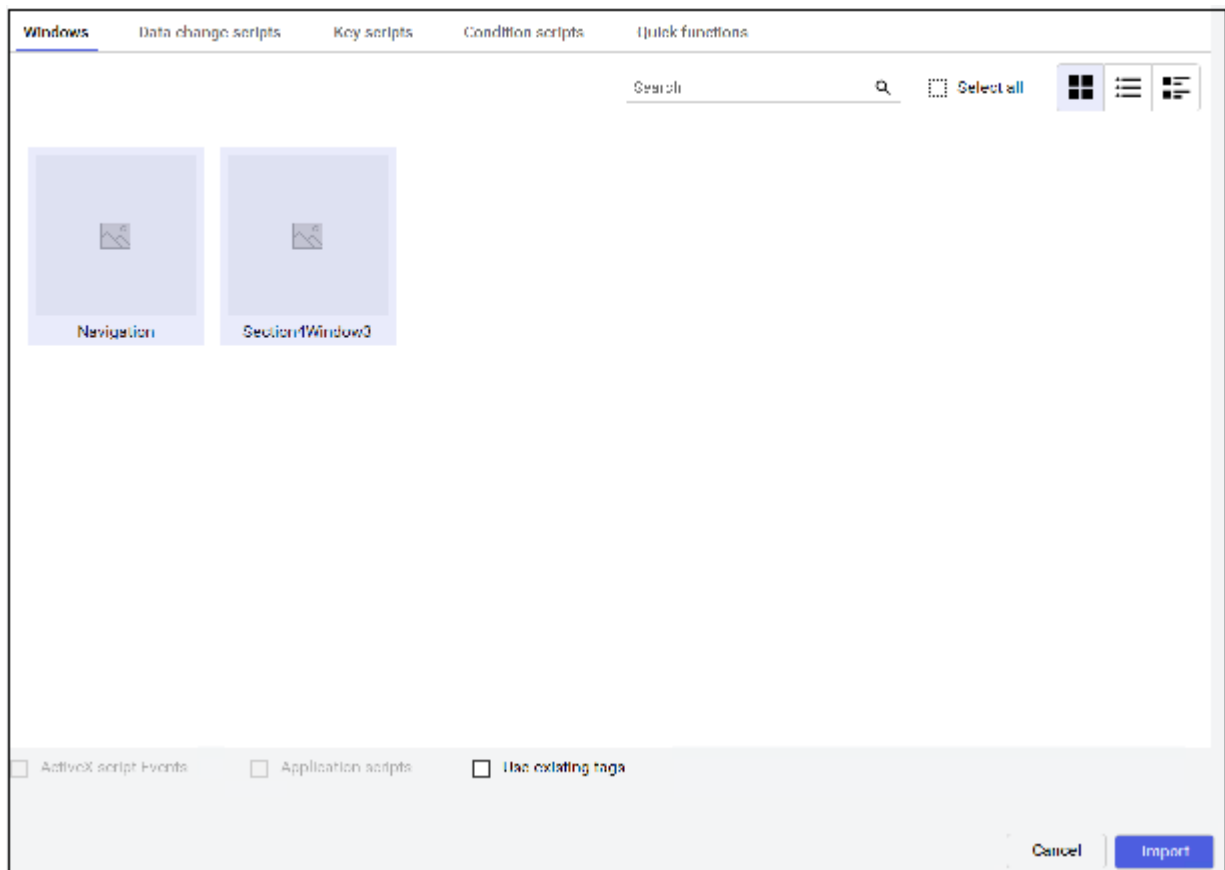 Windows Data change scripts Key scripts Condition scripts Quick functions
Search Select all
Navigation Section4Window3
ActiveX script Events Application scripts Use existing tags
Cancel Import